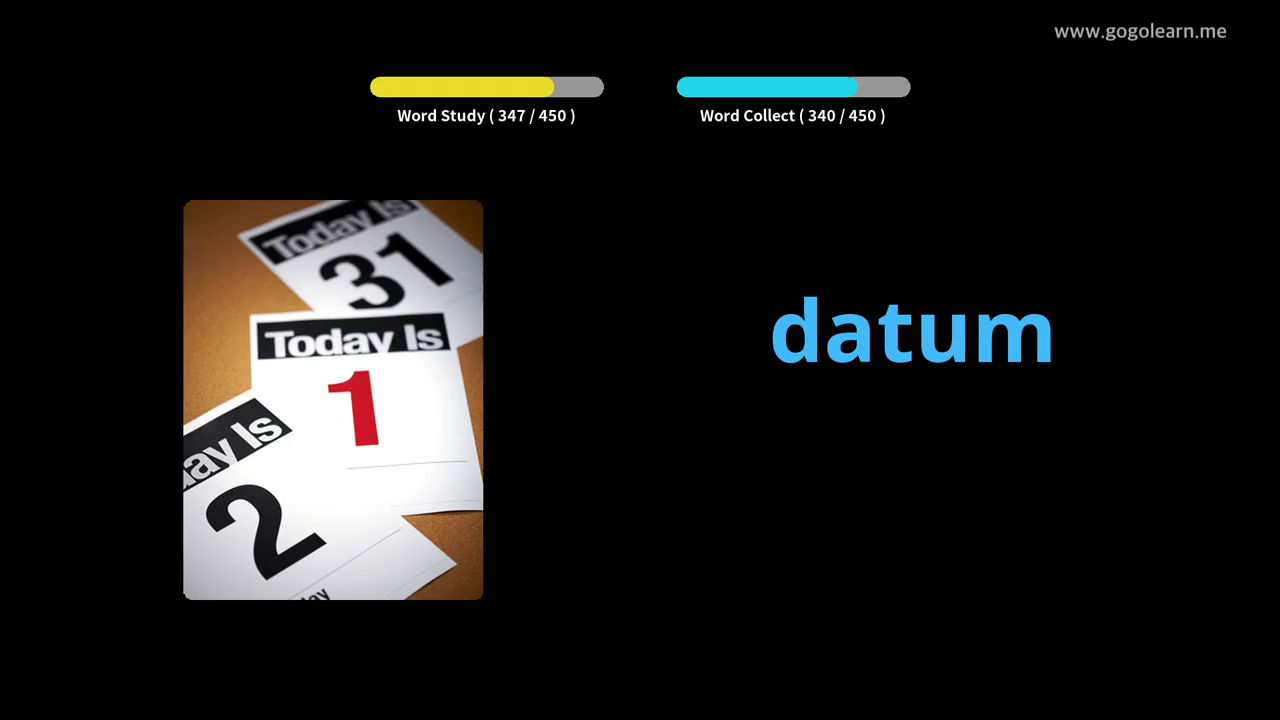 www.gogolearn.me
Word Study ( 347 / 450 )
Word Collect ( 340 / 450 )
Today Is
31
Today Is
1
datum
ay Is
2
ay